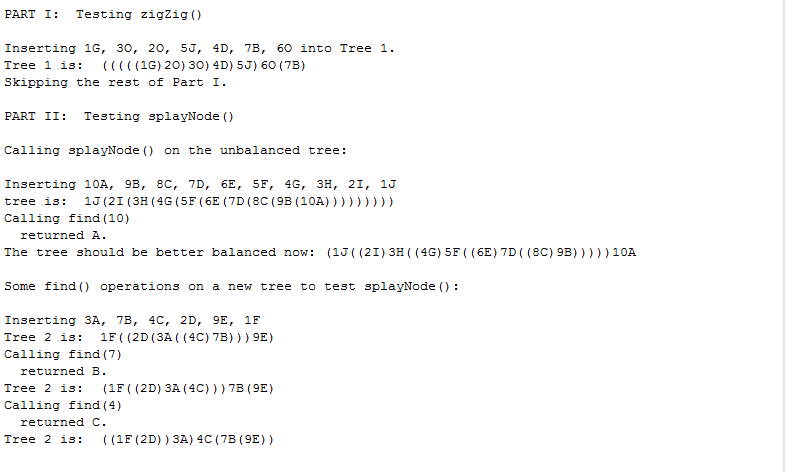 PART I:  Testing zigZig()
Inserting 1G, 3O, 2O, 5J, 4D, 7B, 6O into Tree 1.
Tree 1 is:  (((((1G)2O)3O)4D)5J)6O(7B)
Skipping the rest of Part I.
PART II:  Testing splayNode()
Calling splayNode() on the unbalanced tree:
Inserting 10A, 9B, 8C, 7D, 6E, 5F, 4G, 3H, 2I, 1J
tree is:  1J(2I(3H(4G(5F(6E(7D(8C(9B(10A)))))))))
Calling find(10)
returned A.
The tree should be better balanced now: (1J((2I)3H((4G)5F((6E)7D((8C)9B)))))10A
Some find() operations on a new tree to test splayNode():
Inserting 3A, 7B, 4C, 2D, 9E, 1F
Tree 2 is:  1F((2D(3A((4C)7B)))9E)
Calling find(7)
returned B.
Tree 2 is:  (1F((2D)3A(4C)))7B(9E)
Calling find(4)
returned C.
Tree 2 is:  ((1F(2D))3A)4C(7B(9E))